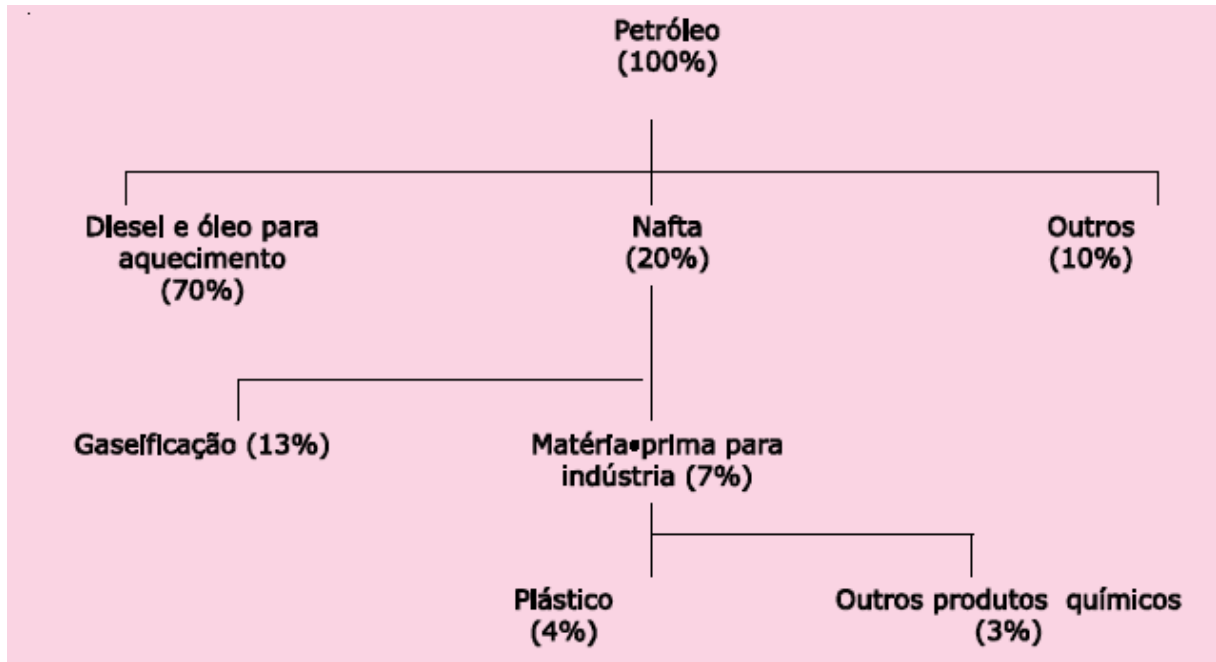 Petróleo
(100%)
Diesel e óleo para
aquecimento
(70%)
Nafta
(20%)
Outros
(10%)
Gaseificação (13%)
Matéria-prima para
indústria (7%)
Plástico
(4%)
Outros produtos químicos
(3%)